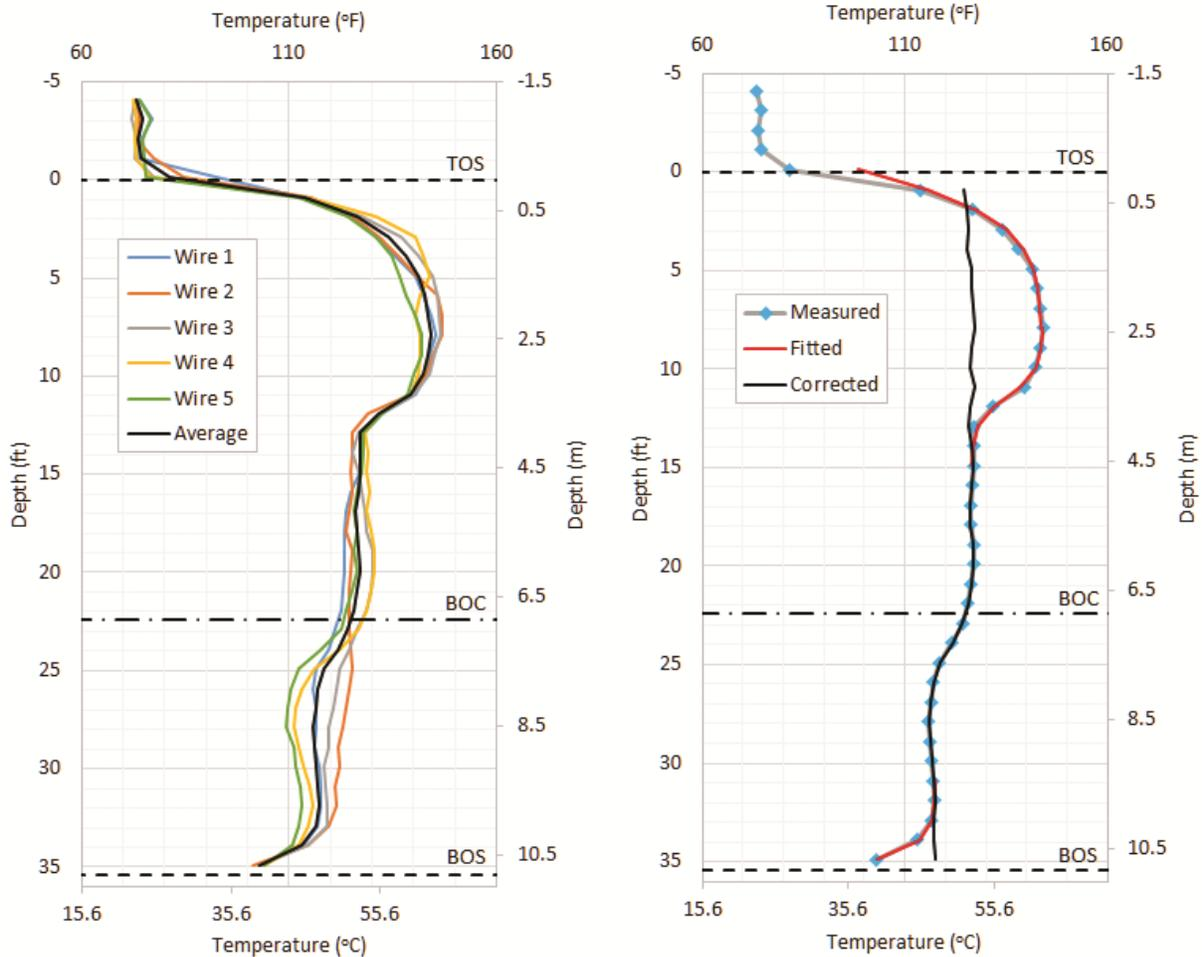 Temperature (ºF)
60 110 160
-5 -1.5
TOS
0
0.5
Wire 1
5
Wire 2
Wire 3
2.5
Wire 4
10
Wire 5
Average
4.5
15
Depth (ft)
Depth (m)
20
6.5
BOC
25
8.5
30
10.5
BOS
35
15.6 35.6 55.6
Temperature (ºC)
Temperature (ºF)
60 110 160
-5 -1.5
TOS
0
0.5
5
Measured
2.5
Fitted
10
Corrected
4.5
15
Depth (ft)
Depth (m)
20
6.5
BOC
25
8.5
30
10.5
BOS
35
15.6 35.6 55.6
Temperature (ºC)